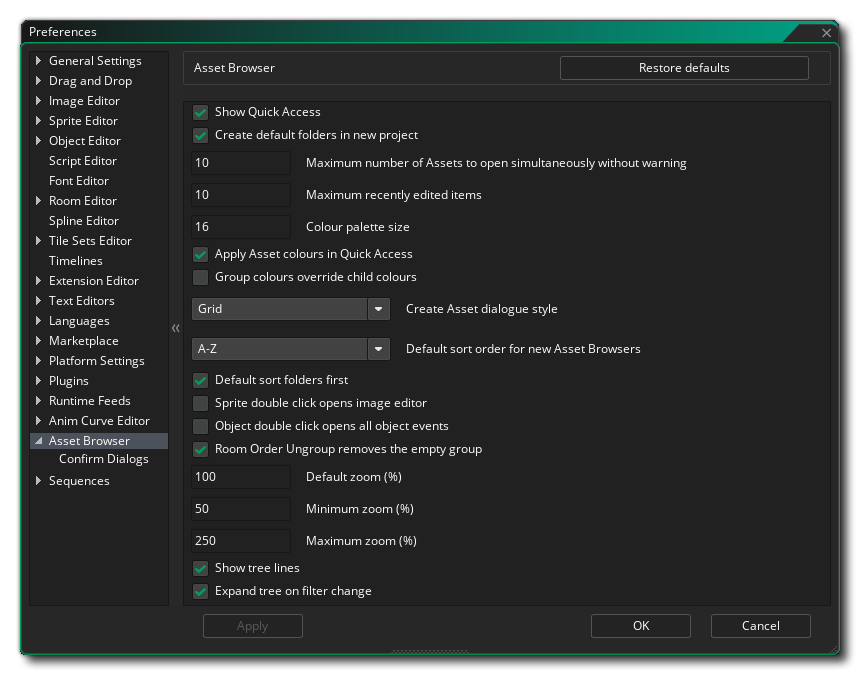 Preferences
General Settings
Drag and Drop
Image Editor
Sprite Editor
Object Editor
Script Editor
Font Editor
Room Editor
Spline Editor
Tile Sets Editor
Timelines
Extension Editor
Text Editors
Languages
Marketplace
Platform Settings
Plugins
Runtime Feeds
Anim Curve Editor
Asset Browser
Confirm Dialogs
Sequences
Asset Browser
Restore defaults
Show Quick Access
Create default folders in new project
10 Maximum number of Assets to open simultaneously without warning
10 Maximum recently edited items
16 Colour palette size
Apply Asset colours in Quick Access
Group colours override child colours
Grid Create Asset dialogue style
A-Z Default sort order for new Asset Browsers
Default sort folders first
Sprite double click opens image editor
Object double click opens all object events
Room Order Ungroup removes the empty group
100 Default zoom (%)
50 Minimum zoom (%)
250 Maximum zoom (%)
Show tree lines
Expand tree on filter change
Apply
OK
Cancel